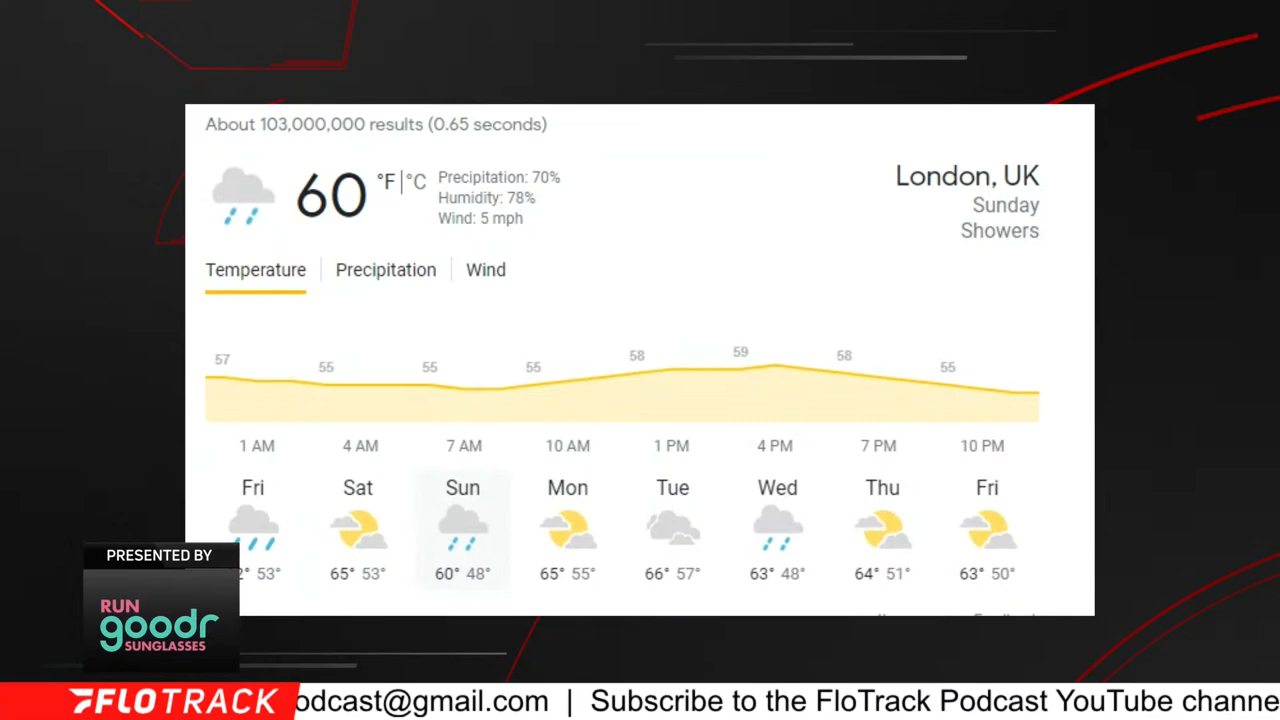 About 103,000,000 results (0.65 seconds)
60 °F | °C
Precipitation: 70%
Humidity: 78%
Wind: 5 mph
London, UK
Sunday
Showers
Temperature | Precipitation | Wind
57 55 55 55 58 59 58 55
1 AM 4 AM 7 AM 10 AM 1 PM 4 PM 7 PM 10 PM
Fri Sat Sun Mon Tue Wed Thu Fri
2° 53° 65° 53° 60° 48° 65° 55° 66° 57° 63° 48° 64° 51° 63° 50°
PRESENTED BY
RUN
goodr
SUNGLASSES
FLOTRACK
odcast@gmail.com | Subscribe to the FloTrack Podcast YouTube channe